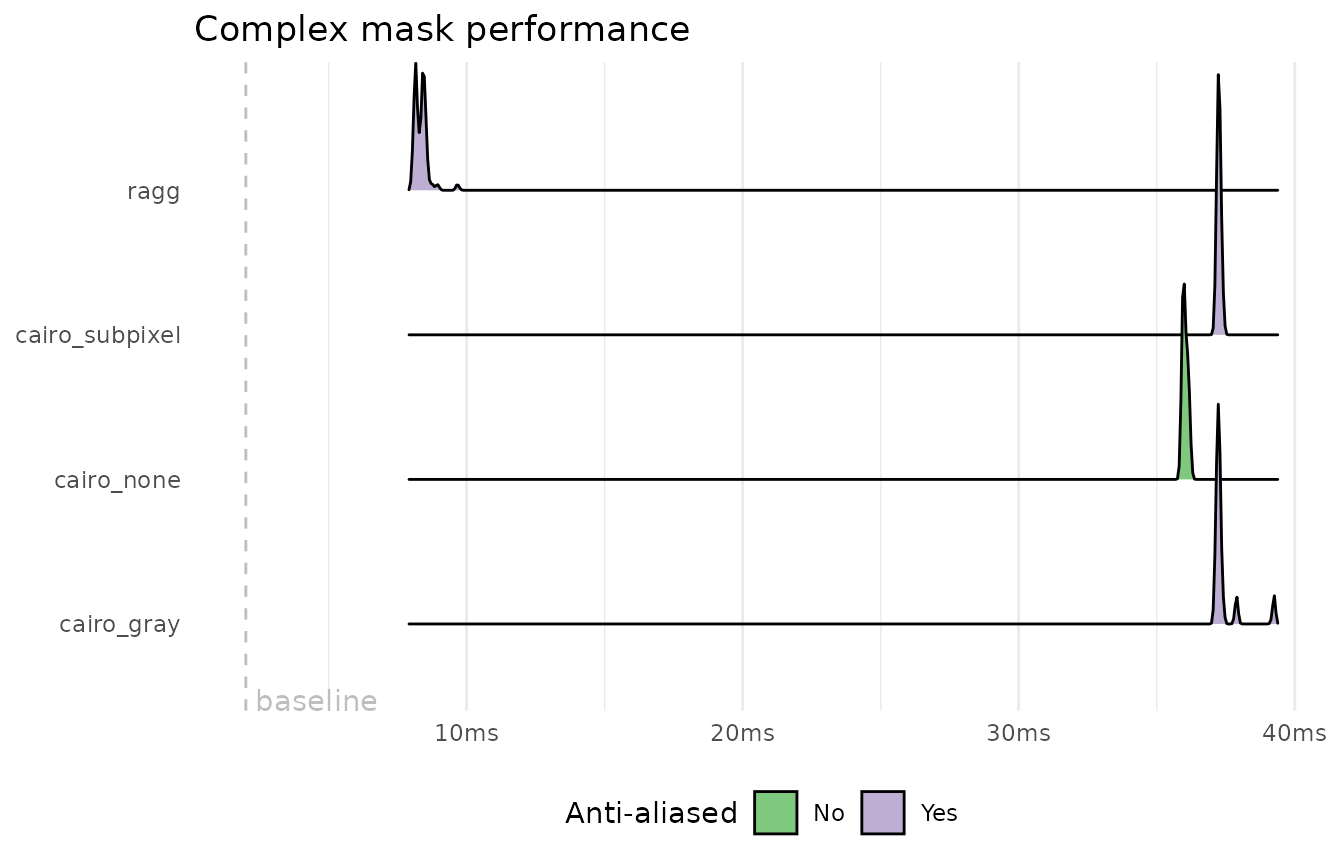 Complex mask performance
ragg
cairo_subpixel
cairo_none
cairo_gray
baseline
10ms 20ms 30ms 40ms
Anti-aliased No Yes